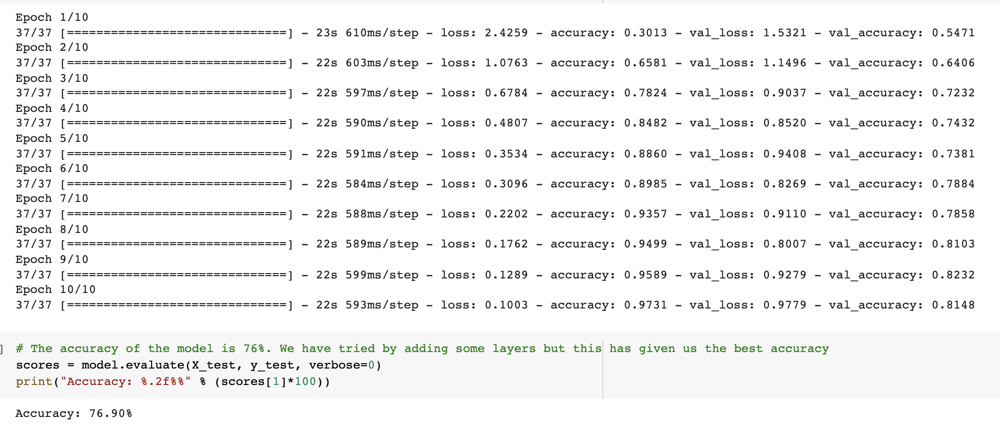 Epoch 1/10
37/37 [==============================] - 23s 610ms/step - loss: 2.4259 - accuracy: 0.3013 - val_loss: 1.5321 - val_accuracy: 0.5471
Epoch 2/10
37/37 [==============================] - 22s 603ms/step - loss: 1.0763 - accuracy: 0.6581 - val_loss: 1.1496 - val_accuracy: 0.6406
Epoch 3/10
37/37 [==============================] - 22s 597ms/step - loss: 0.6784 - accuracy: 0.7824 - val_loss: 0.9037 - val_accuracy: 0.7232
Epoch 4/10
37/37 [==============================] - 22s 590ms/step - loss: 0.4807 - accuracy: 0.8482 - val_loss: 0.8520 - val_accuracy: 0.7432
Epoch 5/10
37/37 [==============================] - 22s 591ms/step - loss: 0.3534 - accuracy: 0.8860 - val_loss: 0.9408 - val_accuracy: 0.7381
Epoch 6/10
37/37 [==============================] - 22s 584ms/step - loss: 0.3096 - accuracy: 0.8985 - val_loss: 0.8269 - val_accuracy: 0.7884
Epoch 7/10
37/37 [==============================] - 22s 588ms/step - loss: 0.2202 - accuracy: 0.9357 - val_loss: 0.9110 - val_accuracy: 0.7858
Epoch 8/10
37/37 [==============================] - 22s 589ms/step - loss: 0.1762 - accuracy: 0.9499 - val_loss: 0.8007 - val_accuracy: 0.8103
Epoch 9/10
37/37 [==============================] - 22s 599ms/step - loss: 0.1289 - accuracy: 0.9589 - val_loss: 0.9279 - val_accuracy: 0.8232
Epoch 10/10
37/37 [==============================] - 22s 593ms/step - loss: 0.1003 - accuracy: 0.9731 - val_loss: 0.9779 - val_accuracy: 0.8148
] # The accuracy of the model is 76%. We have tried by adding some layers but this has given us the best accuracy
scores = model.evaluate(X_test, y_test, verbose=0)
print("Accuracy: %.2f%%" % (scores[1]*100))
Accuracy: 76.90%